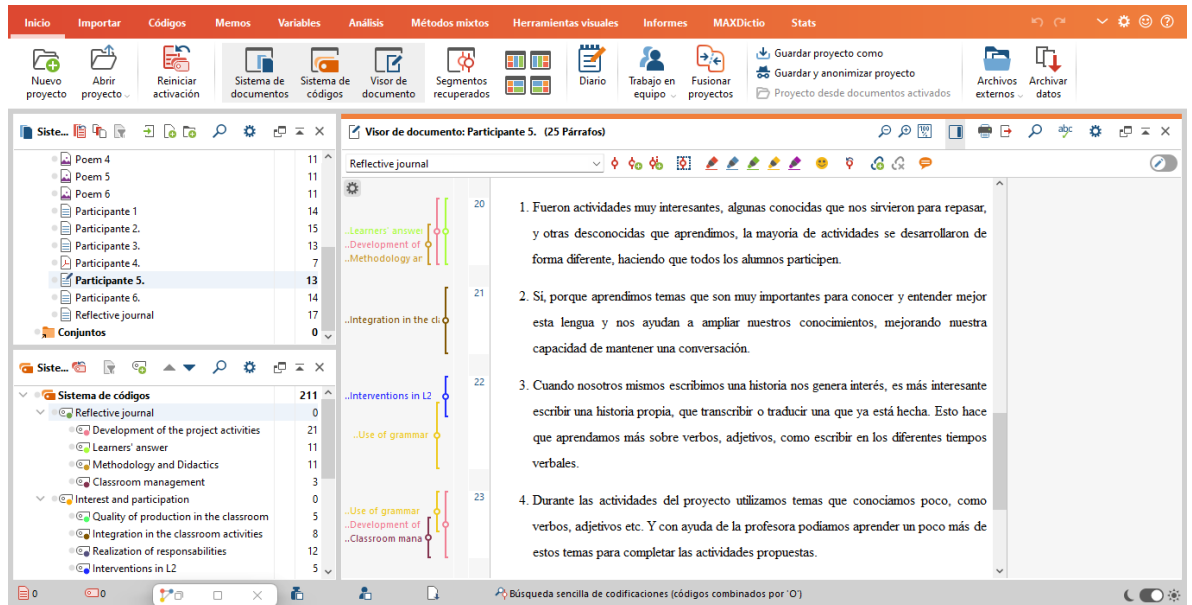 Inicio Importar Códigos Memos Variables Análisis Métodos mixtos Herramientas visuales Informes MAXDictio Stats
Nuevo proyecto
Abrir proyecto
Reiniciar activación
Sistema de documentos
Sistema de códigos
Visor de documento
Segmentos recuperados
Diario
Trabajo en equipo
Fusionar proyectos
Guardar proyecto como
Guardar y anonimizar proyecto
Proyecto desde documentos activados
Archivos externos
Archivar datos
Siste...
Poem 4 11
Poem 5 11
Poem 6 11
Participante 1 14
Participante 2. 15
Participante 3. 13
Participante 4. 7
Participante 5. 13
Participante 6. 14
Reflective journal 17
Conjuntos 0
Siste...
Sistema de códigos 211
Reflective journal 0
Development of the project activities 21
Learners' answer 11
Methodology and Didactics 11
Classroom management 3
Interest and participation 0
Quality of production in the classroom 5
Integration in the classroom activities 8
Realization of responsibilities 12
Interventions in L2 5
Visor de documento: Participante 5. (25 Párrafos)
Reflective journal
..Learners' answer
..Development of
..Methodology ar
20
1. Fueron actividades muy interesantes, algunas conocidas que nos sirvieron para repasar,
y otras desconocidas que aprendimos, la mayoría de actividades se desarrollaron de
forma diferente, haciendo que todos los alumnos participen.
..Integration in the cla
21
2. Si, porque aprendimos temas que son muy importantes para conocer y entender mejor
esta lengua y nos ayudan a ampliar nuestros conocimientos, mejorando nuestra
capacidad de mantener una conversación.
..Interventions in L2
..Use of grammar
22
3. Cuando nosotros mismos escribimos una historia nos genera interés, es más interesante
escribir una historia propia, que transcribir o traducir una que ya está hecha. Esto hace
que aprendamos más sobre verbos, adjetivos, como escribir en los diferentes tiempos
verbales.
..Use of grammar
..Development of
..Classroom mana
23
4. Durante las actividades del proyecto utilizamos temas que conocíamos poco, como
verbos, adjetivos etc. Y con ayuda de la profesora podíamos aprender un poco más de
estos temas para completar las actividades propuestas.
0 0
Búsqueda sencilla de codificaciones (códigos combinados por 'O')